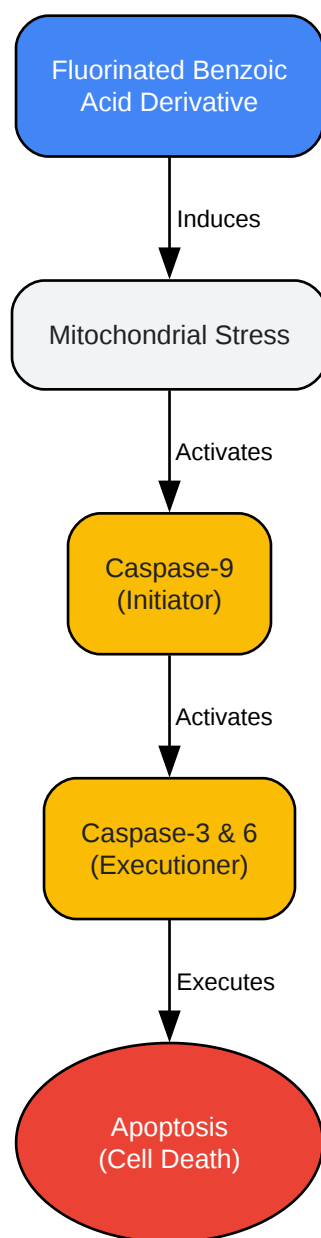 Fluorinated Benzoic
Acid Derivative
Induces
Mitochondrial Stress
Activates
Caspase-9
(Initiator)
Activates
Caspase-3 & 6
(Executioner)
Executes
Apoptosis
(Cell Death)